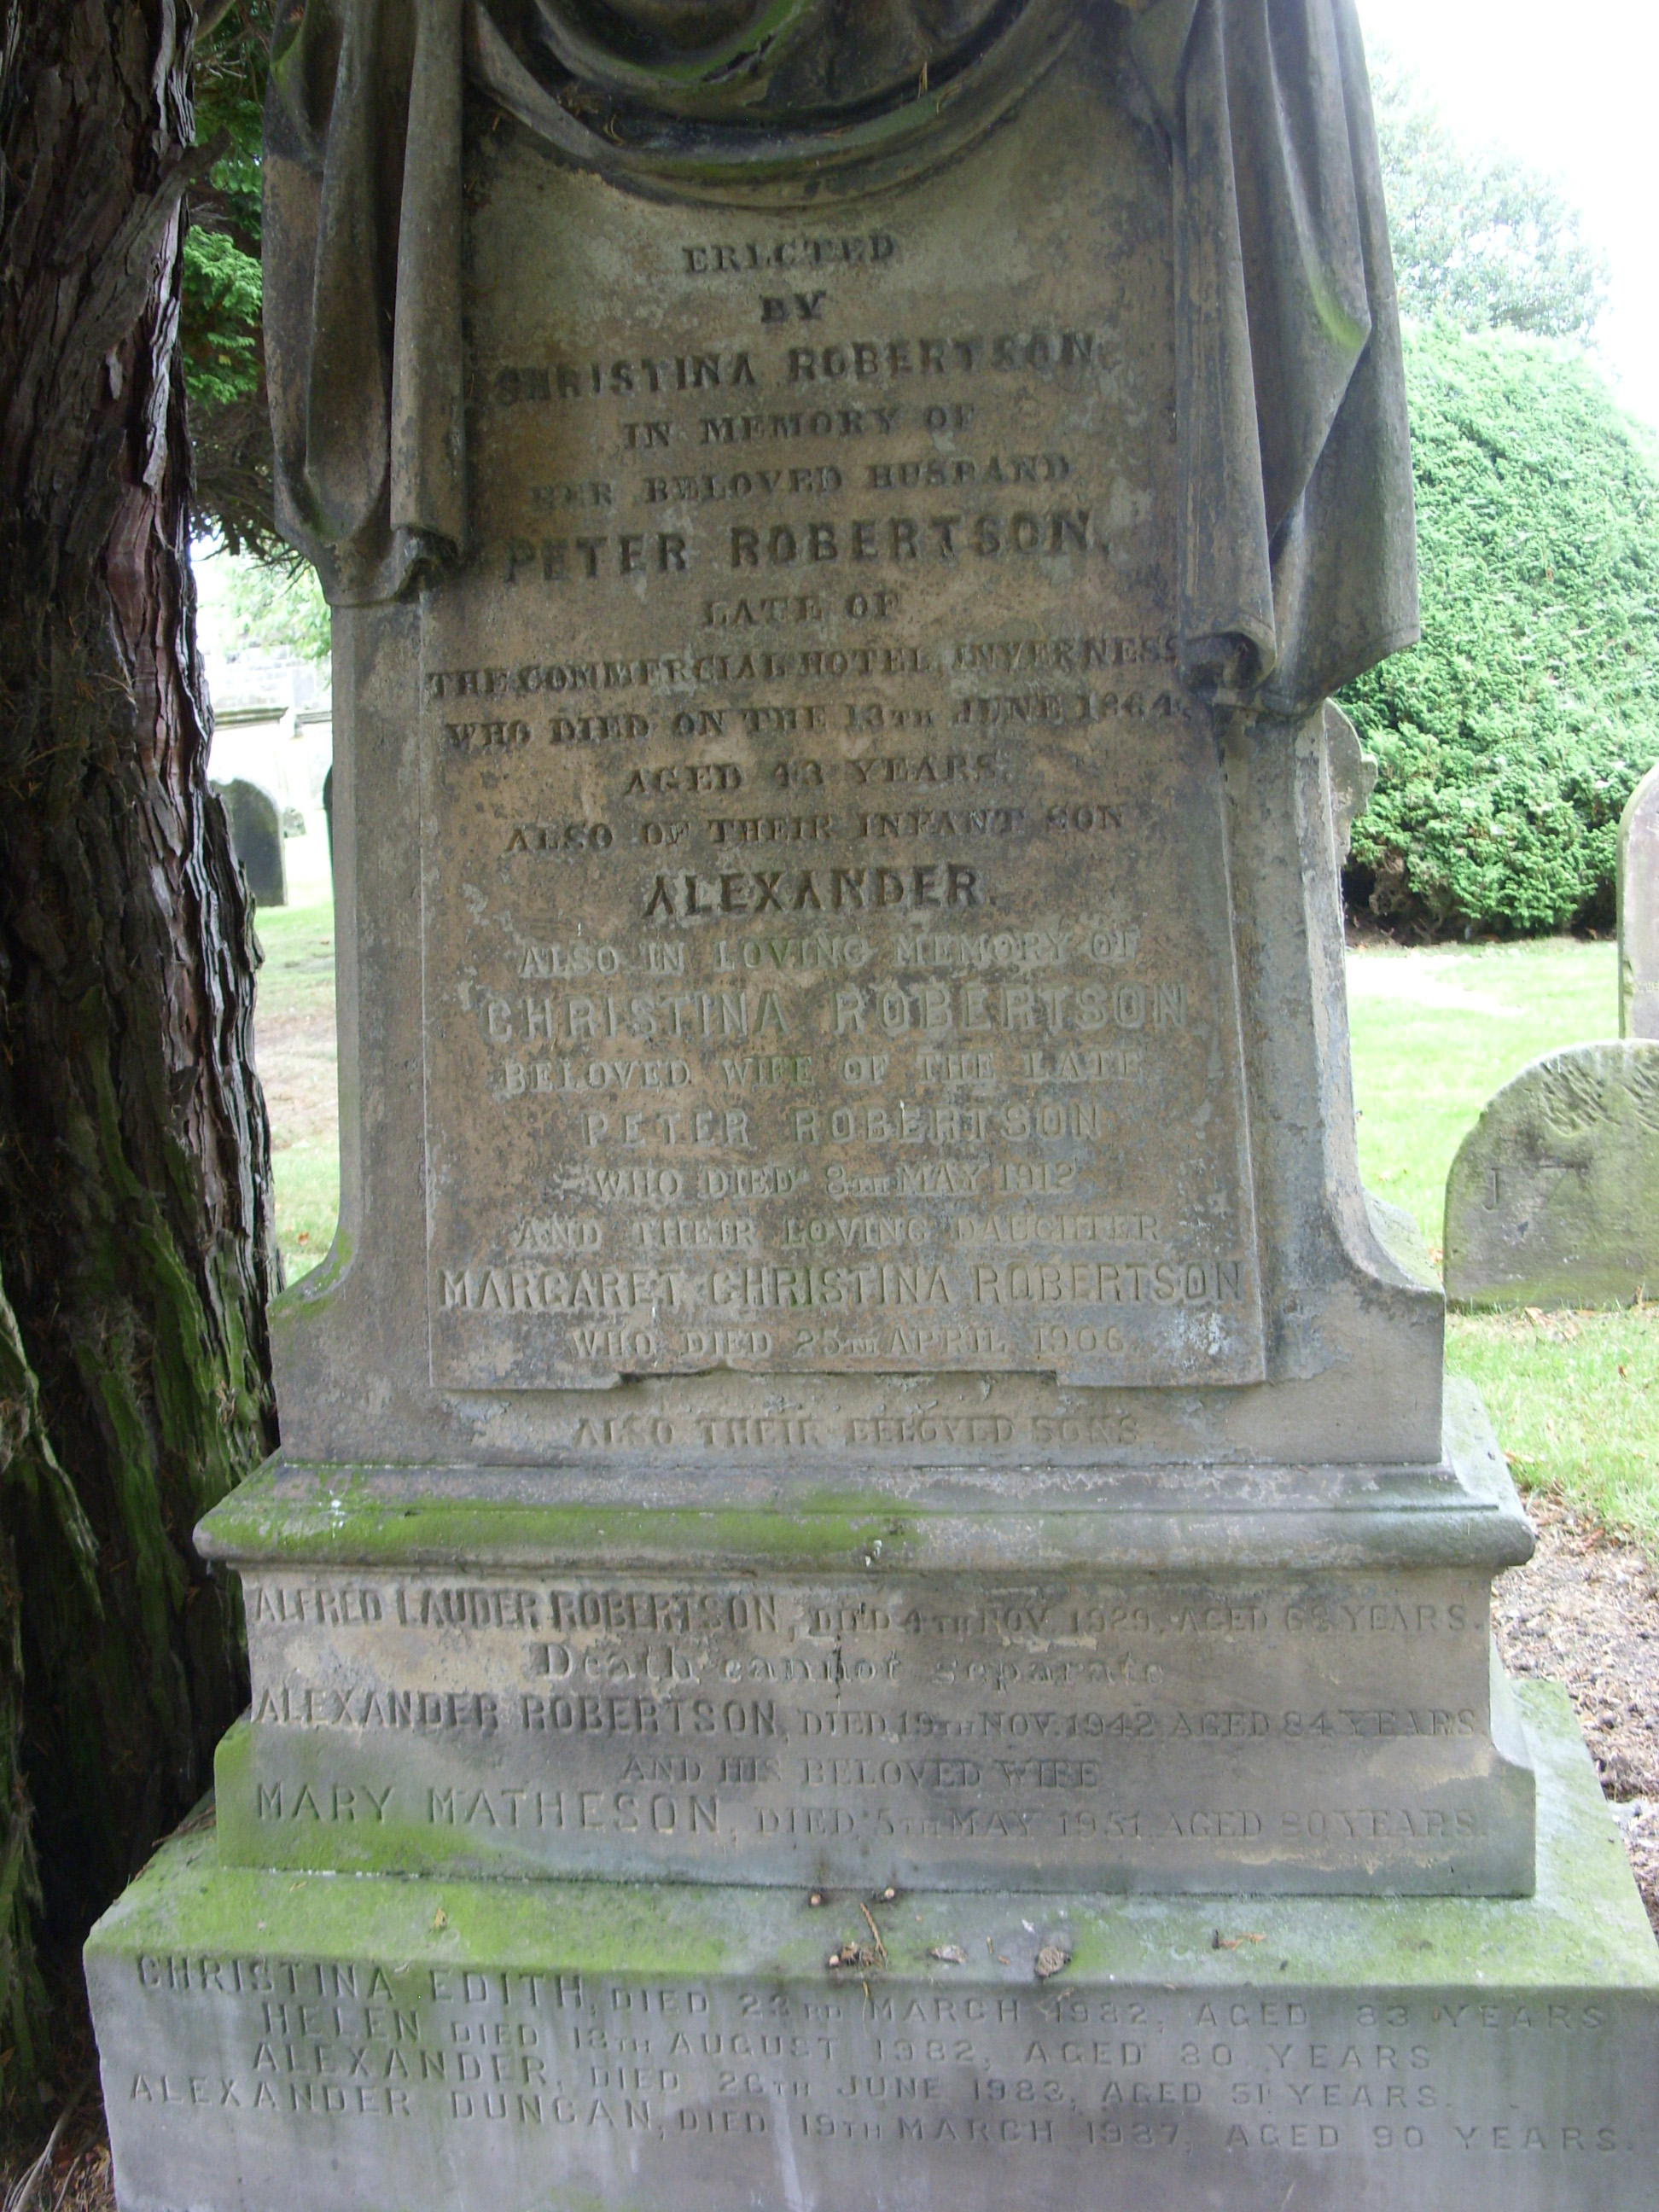 ERECTED
BY
CHRISTINA ROBERTSON
IN MEMORY OF
HER BELOVED HUSBAND
PETER ROBERTSON,
LATE OF
THE COMMERCIAL HOTEL, INVERNESS
WHO DIED ON THE 13TH JUNE 1864,
AGED 43 YEARS.
ALSO OF THEIR INFANT SON
ALEXANDER.
ALSO IN LOVING MEMORY OF
CHRISTINA ROBERTSON
BELOVED WIFE OF THE LATE
PETER ROBERTSON
WHO DIED 8TH MAY 1912
AND THEIR LOVING DAUGHTER
MARGARET CHRISTINA ROBERTSON
WHO DIED 25TH APRIL 1906.
ALSO THEIR BELOVED SONS
ALFRED LAUDER ROBERTSON, DIED 4TH NOV. 1929, AGED 68 YEARS.
Death cannot separate
ALEXANDER ROBERTSON, DIED 19TH NOV. 1942 AGED 84 YEARS
AND HIS BELOVED WIFE
MARY MATHESON, DIED 5TH MAY 1951 AGED 80 YEARS.
CHRISTINA EDITH, DIED 23RD MARCH 1982, AGED 83 YEARS
HELEN DIED 18TH AUGUST 1982, AGED 80 YEARS
ALEXANDER, DIED 26TH JUNE 1983, AGED 51 YEARS.
ALEXANDER DUNCAN, DIED 19TH MARCH 1987, AGED 90 YEARS.
J 7